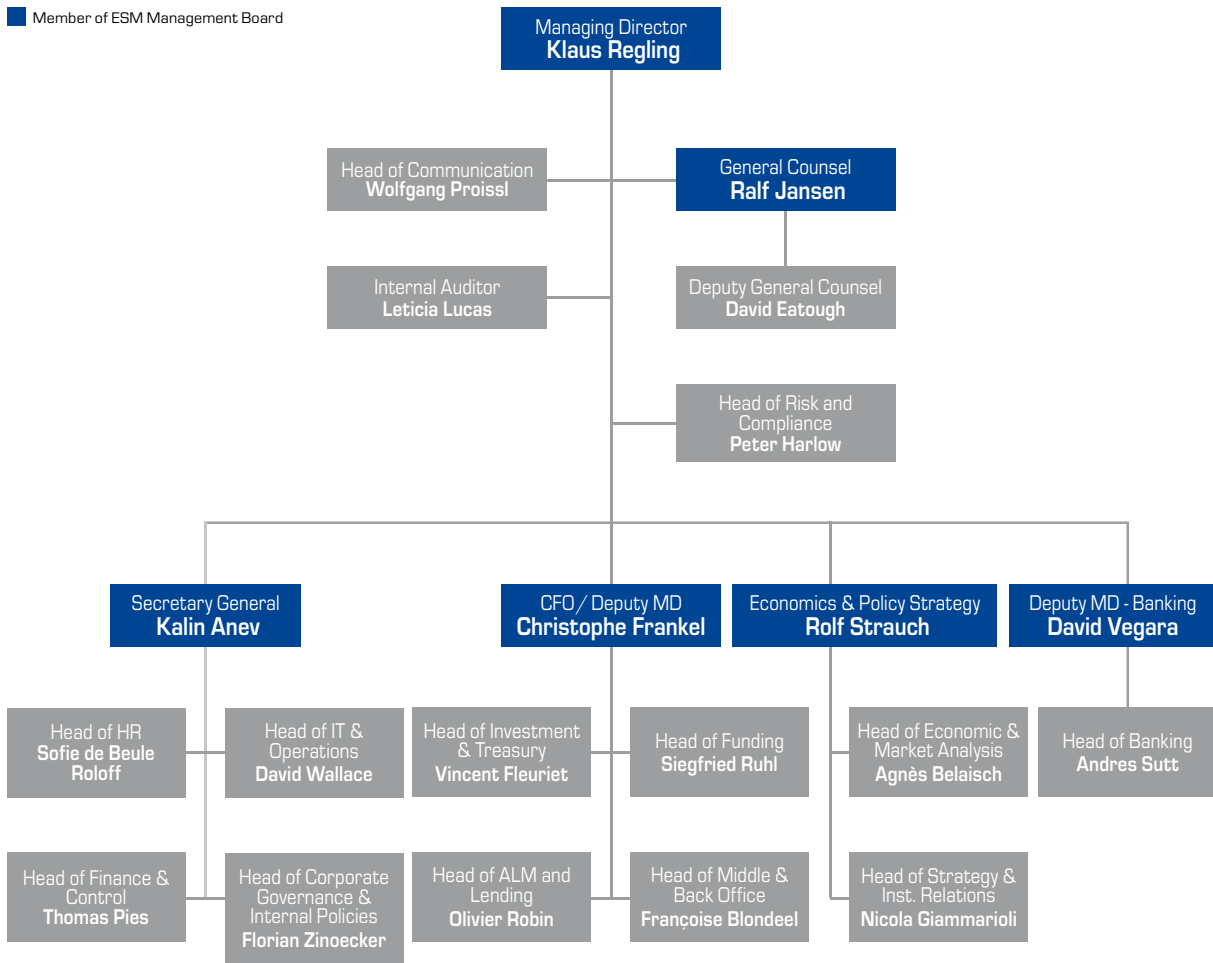 Member of ESM Management Board
Managing Director
Klaus Regling
Head of Communication
Wolfgang Proissl
General Counsel
Ralf Jansen
Internal Auditor
Leticia Lucas
Deputy General Counsel
David Eatough
Head of Risk and
Compliance
Peter Harlow
Secretary General
Kalin Anev
CFO/ Deputy MD
Christophe Frankel
Economics & Policy Strategy
Rolf Strauch
Deputy MD - Banking
David Vegara
Head of HR
Sofie de Beule
Roloff
Head of IT &
Operations
David Wallace
Head of Investment
& Treasury
Vincent Fleuriet
Head of Funding
Siegfried Ruhl
Head of Economic &
Market Analysis
Agnès Belaisch
Head of Banking
Andres Sutt
Head of Finance &
Control
Thomas Pies
Head of Corporate
Governance &
Internal Policies
Florian Zinoecker
Head of ALM and
Lending
Olivier Robin
Head of Middle &
Back Office
Françoise Blondeel
Head of Strategy &
Inst. Relations
Nicola Giammarioli